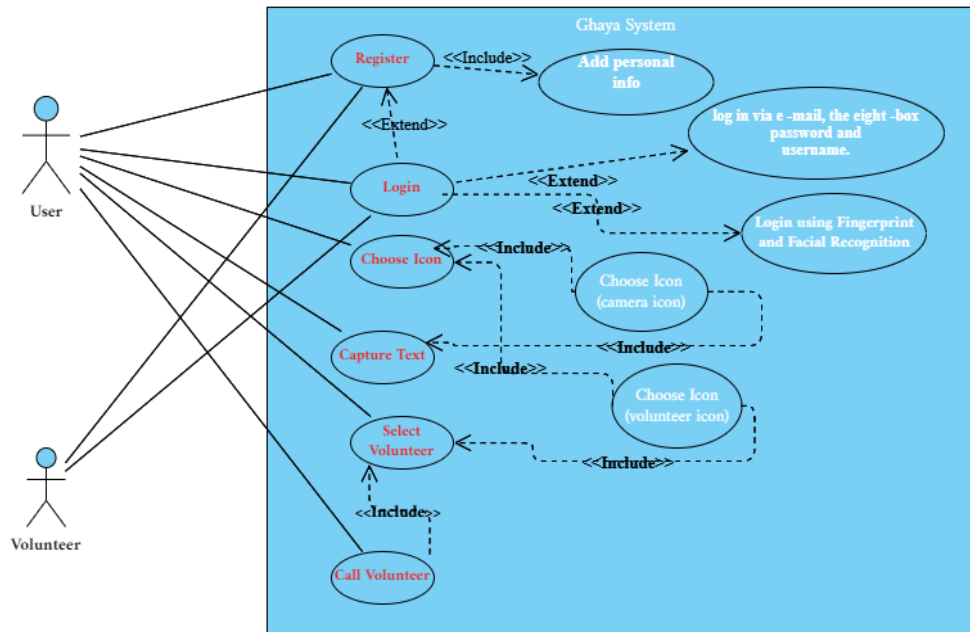 Ghaya System
Register
<<Include>>
Add personal
info
<<Extend>>
log in via e -mail, the eight -box
password and
username.
User
Login
<<Extend>>
<<Extend>>
Login using Fingerprint
and Facial Recognition
Choose Icon
<<Include>>
Choose Icon
(camera icon)
Capture Text
<<Include>>
<<Include>>
Choose Icon
(volunteer icon)
Select
Volunteer
<<Include>>
<<Include>>
Volunteer
Call Volunteer